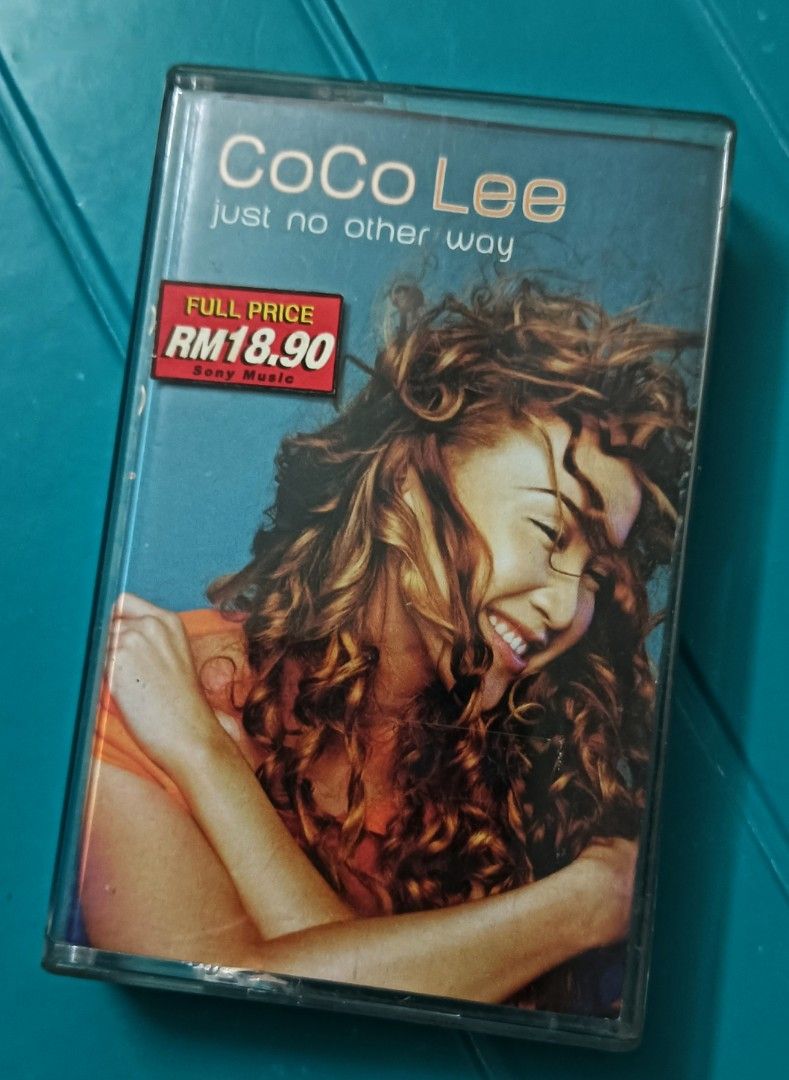 CoCo Lee
just no other way
FULL PRICE
RM18.90
Sony Music